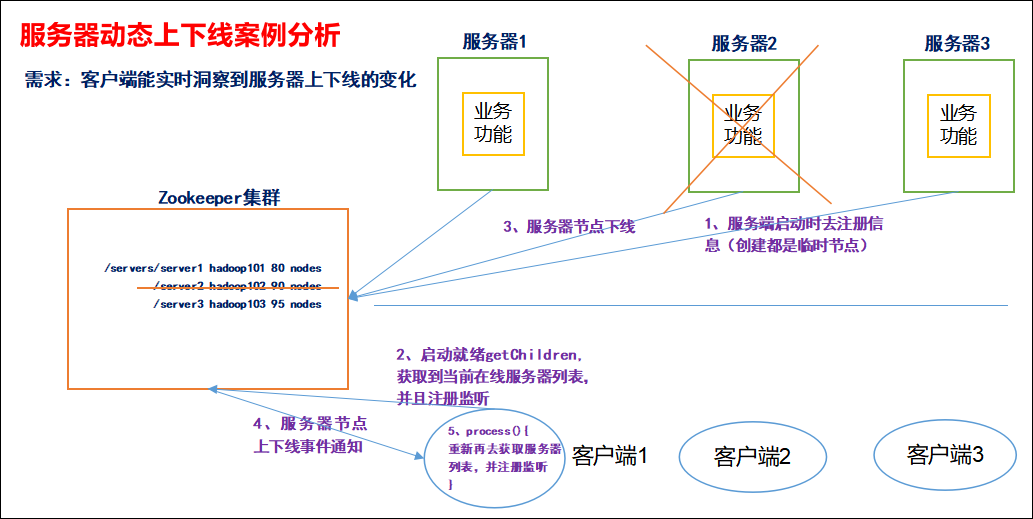 服务器动态上下线案例分析
需求：客户端能实时洞察到服务器上下线的变化
服务器1
服务器2
服务器3
业务
功能
业务
功能
业务
功能
Zookeeper集群
/servers/server1 hadoop101 80 nodes
/server2 hadoop102 90 nodes
/server3 hadoop103 95 nodes
3、服务器节点下线
1、服务端启动时去注册信
息（创建都是临时节点）
2、启动就绪getChildren,
获取到当前在线服务器列表,
并且注册监听
4、服务器节点
上下线事件通知
5、process(){
重新再去获取服务器
列表，并注册监听
}
客户端1
客户端2
客户端3